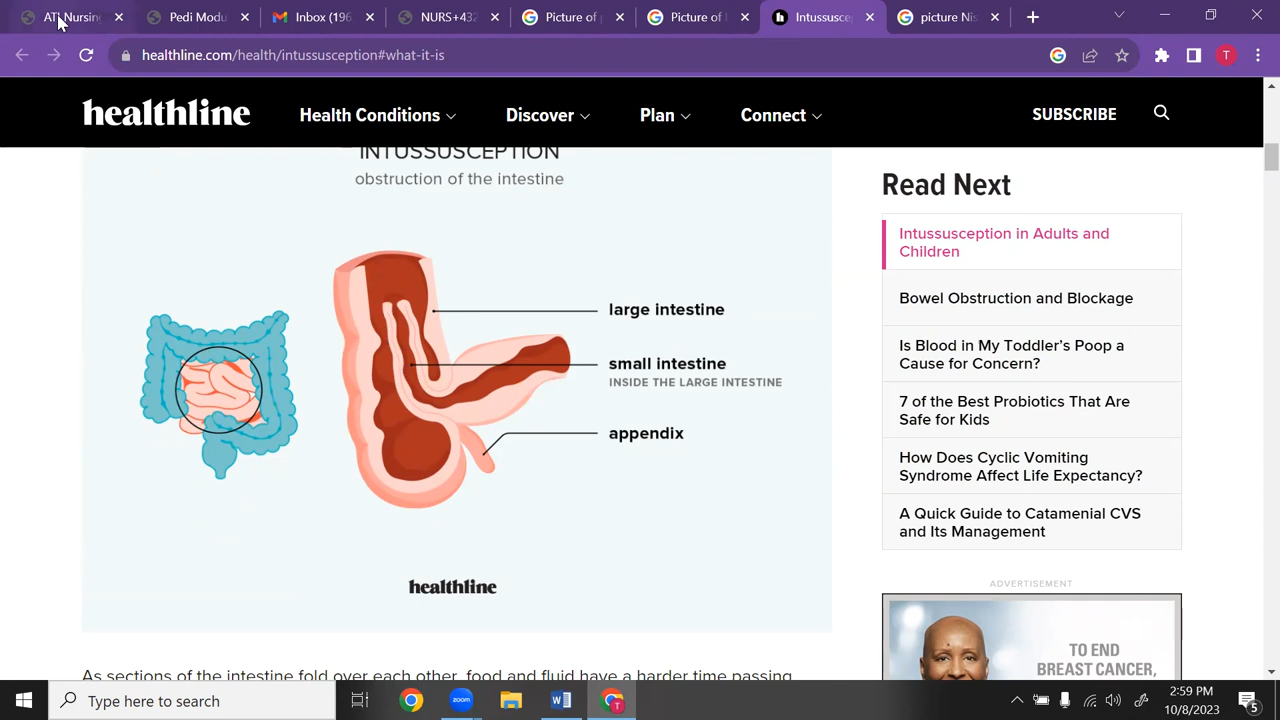 ATI Nursing
Pedi Modu
Inbox (196
NURS+432
Picture of
Picture of
Intussusce
picture Nis
healthline.com/health/intussusception#what-it-is
T
healthline
Health Conditions
Discover
Plan
Connect
SUBSCRIBE
INTUSSUSCEPTION
obstruction of the intestine
large intestine
small intestine
INSIDE THE LARGE INTESTINE
appendix
healthline
As sections of the intestine fold over each other, food and fluid have a harder time passing
Read Next
Intussusception in Adults and
Children
Bowel Obstruction and Blockage
Is Blood in My Toddler's Poop a
Cause for Concern?
7 of the Best Probiotics That Are
Safe for Kids
How Does Cyclic Vomiting
Syndrome Affect Life Expectancy?
A Quick Guide to Catamenial CVS
and Its Management
ADVERTISEMENT
TO END
BREAST CANCER,
Type here to search
zoom
2:59 PM
10/8/2023
5